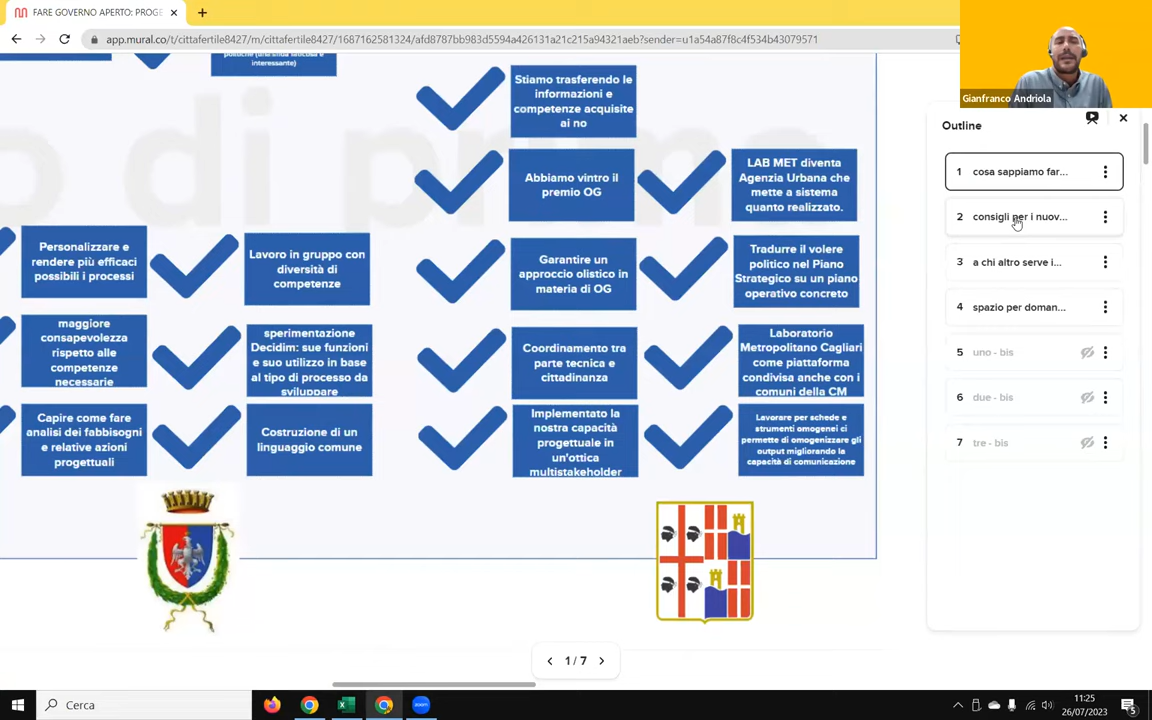 FARE GOVERNO APERTO: PROGE
app.mural.co/t/cittafertile8427/m/cittafertile8427/1687162581324/afd8787bb983d5594a426131a21c215a94321aeb?sender=u1a54a87f8c4f534b43079571
Gianfranco Andriola
interessante)
Stiamo trasferendo le
informazioni e
competenze acquisite
ai no
Abbiamo vintro il
premio OG
LAB MET diventa
Agenzia Urbana che
mette a sistema
quanto realizzato.
Personalizzare e
rendere più efficaci
possibili i processi
Lavoro in gruppo con
diversità di
competenze
Garantire un
approccio olistico in
materia di OG
Tradurre il volere
politico nel Piano
Strategico su un piano
operativo concreto
maggiore
consapevolezza
rispetto alle
competenze
necessarie
sperimentazione
Decidim: sue funzioni
e suo utilizzo in base
al tipo di processo da
sviluppare
Coordinamento tra
parte tecnica e
cittadinanza
Laboratorio
Metropolitano Cagliari
come piattaforma
condivisa anche con i
comuni della CM
Capire come fare
analisi dei fabbisogni
e relative azioni
progettuali
Costruzione di un
linguaggio comune
Implementato la
nostra capacità
progettuale in
un'ottica
multistakeholder
Lavorare per schede e
strumenti omogenei ci
permette di omogenizzare gli
output migliorando la
capacità di comunicazione
o di prima
Outline
1 cosa sappiamo far...
2 consigli per i nuov...
3 a chi altro serve i...
4 spazio per doman...
5 uno - bis
6 due - bis
7 tre - bis
1 / 7
Cerca
zoom
11:25
26/07/2023
5